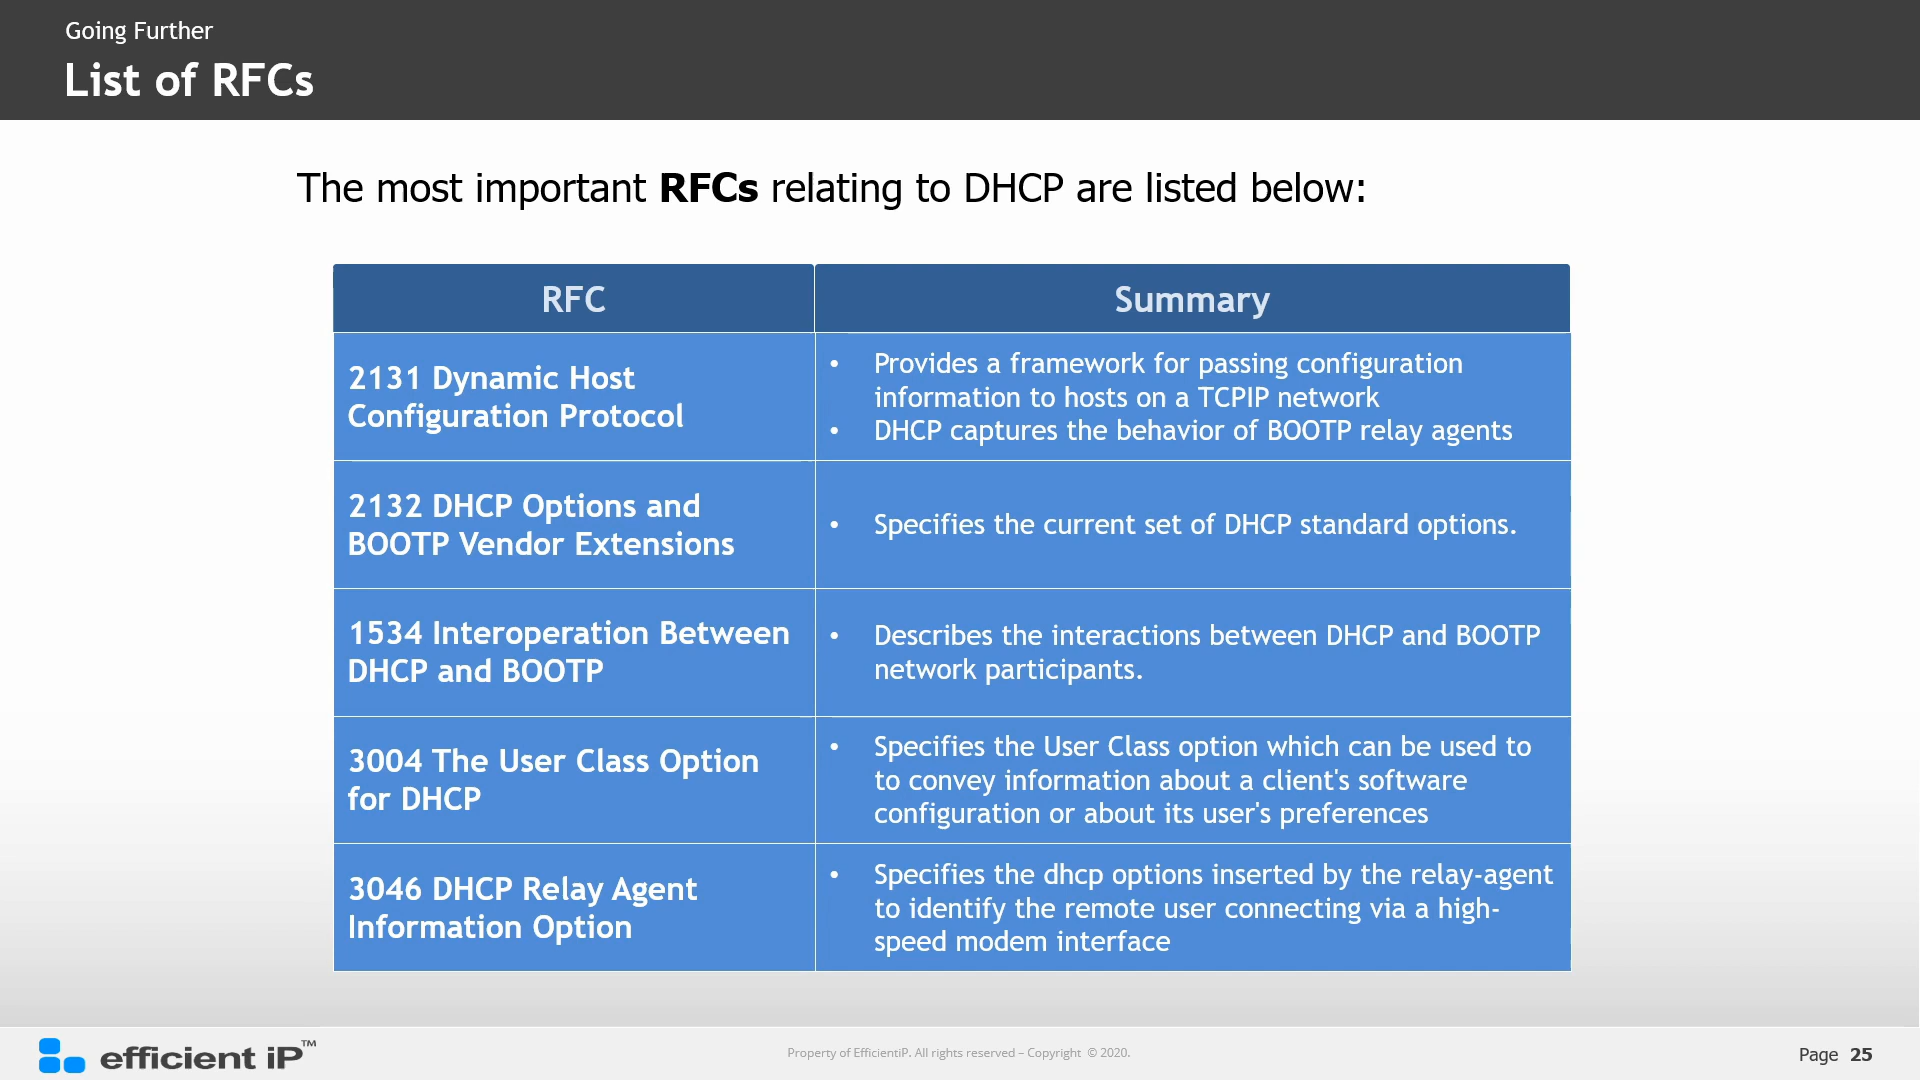 Going Further
List of RFCs
The most important RFCs relating to DHCP are listed below:
RFC
Summary
2131 Dynamic Host
Configuration Protocol
• Provides a framework for passing configuration
information to hosts on a TCPIP network
• DHCP captures the behavior of BOOTP relay agents
2132 DHCP Options and
BOOTP Vendor Extensions
• Specifies the current set of DHCP standard options.
1534 Interoperation Between
DHCP and BOOTP
• Describes the interactions between DHCP and BOOTP
network participants.
3004 The User Class Option
for DHCP
• Specifies the User Class option which can be used to
to convey information about a client's software
configuration or about its user's preferences
3046 DHCP Relay Agent
Information Option
• Specifies the dhcp options inserted by the relay-agent
to identify the remote user connecting via a high-
speed modem interface
efficient iP™
Property of EfficientiP. All rights reserved – Copyright © 2020.
Page 25